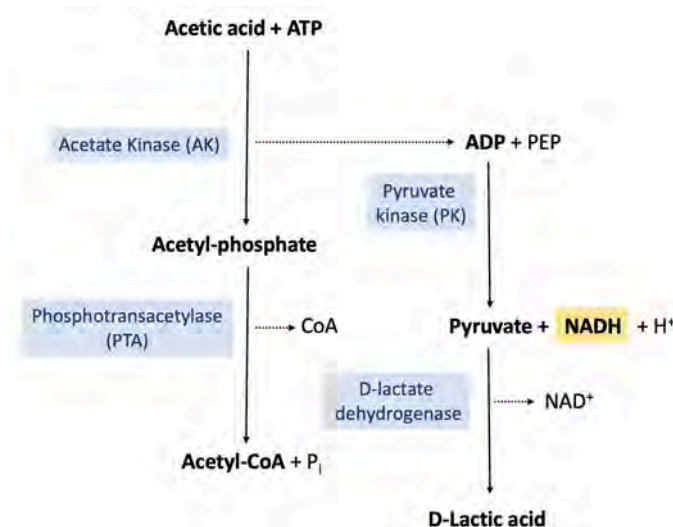 Acetic acid + ATP
Acetate Kinase (AK)
ADP + PEP
Pyruvate
kinase (PK)
Acetyl-phosphate
Phosphotransacetylase
(PTA)
CoA
Pyruvate + NADH + H⁺
D-lactate
dehydrogenase
NAD⁺
Acetyl-CoA + Pᵢ
D-Lactic acid